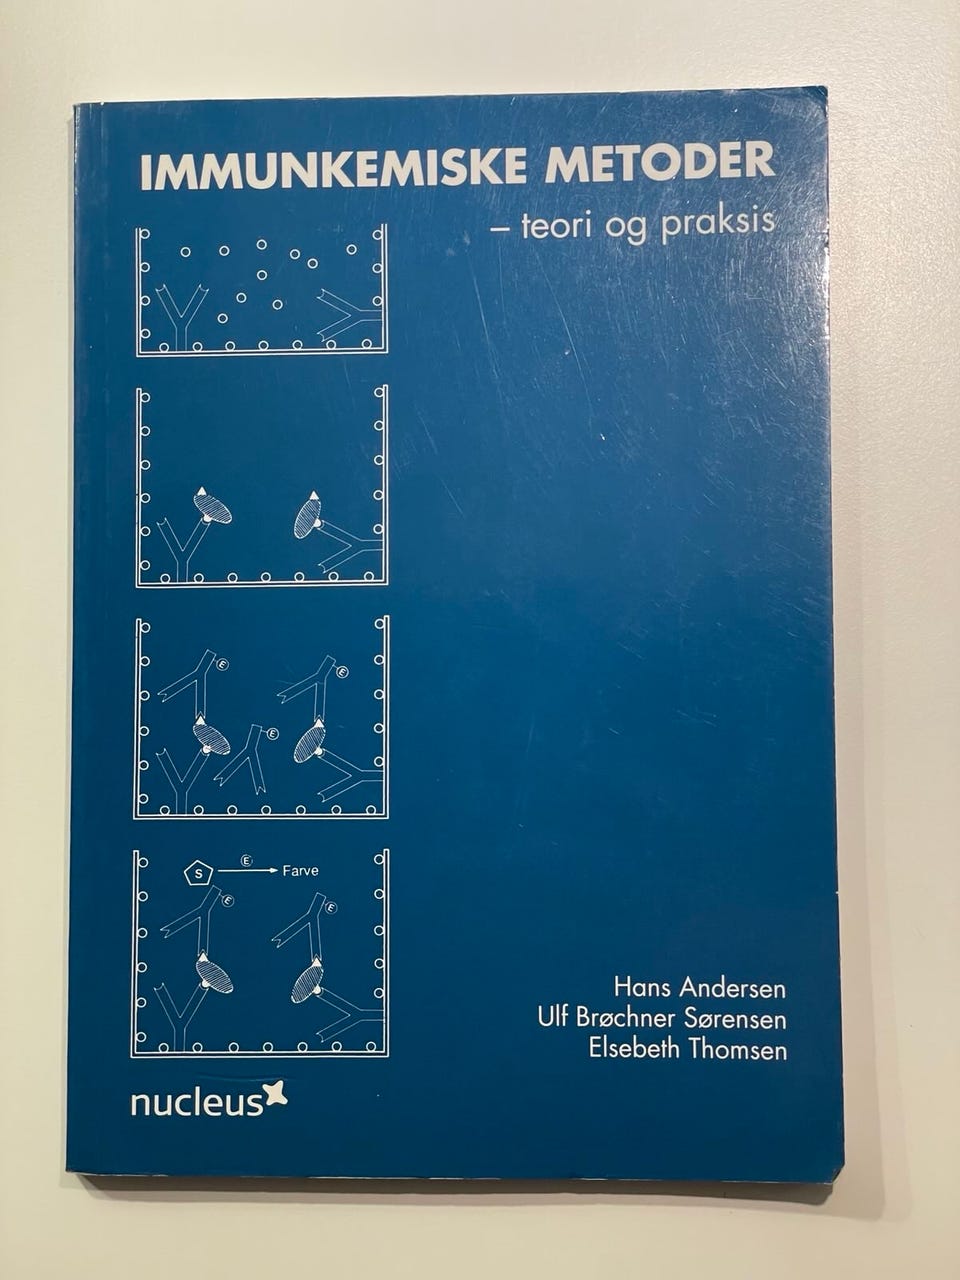 IMMUNKEMISKE METODER
– teori og praksis
E
E
E
S
E
Farve
E
E
Hans Andersen
Ulf Brøchner Sørensen
Elsebeth Thomsen
nucleus